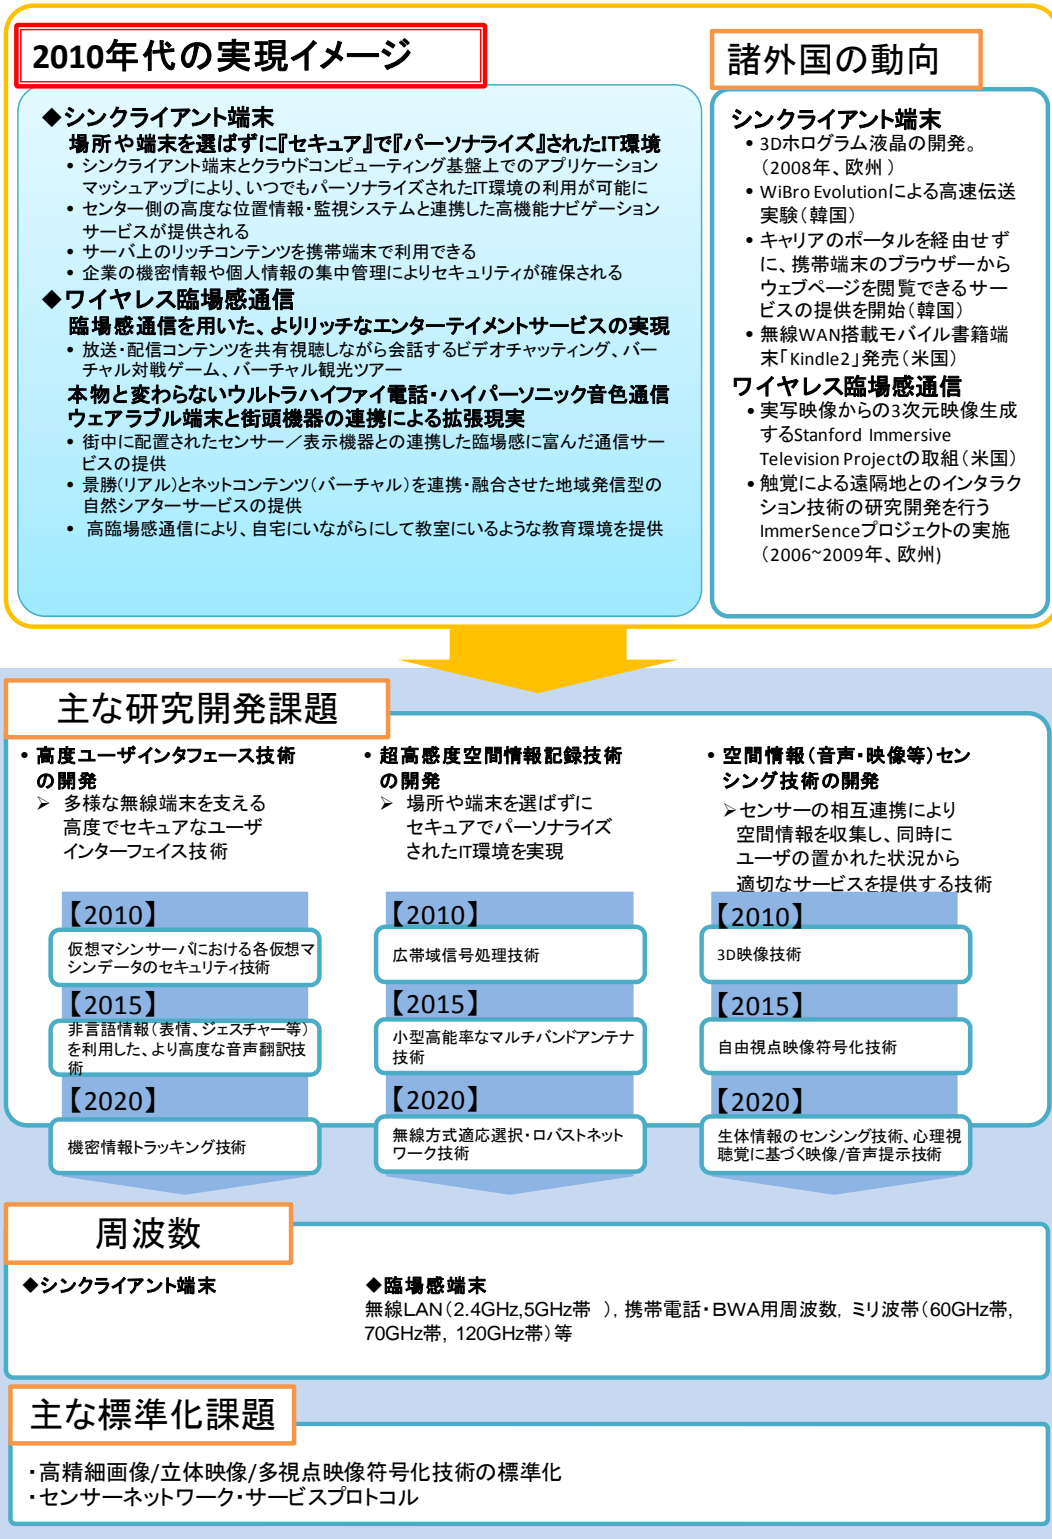 2010年代の実現イメージ
◆シンクライアント端末
場所や端末を選ばずに『セキュア』で『パーソナライズ』されたIT環境
• シンクライアント端末とクラウドコンピューティング基盤上でのアプリケーション
マッシュアップにより、いつでもパーソナライズされたIT環境の利用が可能に
• センター側の高度な位置情報・監視システムと連携した高機能ナビゲーション
サービスが提供される
• サーバ上のリッチコンテンツを携帯端末で利用できる
• 企業の機密情報や個人情報の集中管理によりセキュリティが確保される
◆ワイヤレス臨場感通信
臨場感通信を用いた、よりリッチなエンターテイメントサービスの実現
• 放送・配信コンテンツを共有視聴しながら会話するビデオチャッティング、バー
チャル対戦ゲーム、バーチャル観光ツアー
本物と変わらないウルトラハイファイ電話・ハイパーソニック音色通信
ウェアラブル端末と街頭機器の連携による拡張現実
• 街中に配置されたセンサー／表示機器との連携した臨場感に富んだ通信サー
ビスの提供
• 景勝(リアル)とネットコンテンツ(バーチャル)を連携・融合させた地域発信型の
自然シアターサービスの提供
• 高臨場感通信により、自宅にいながらにして教室にいるような教育環境を提供
諸外国の動向
シンクライアント端末
• 3Dホログラム液晶の開発。
（2008年、欧州 ）
• WiBro Evolutionによる高速伝送
実験（韓国）
• キャリアのポータルを経由せず
に、携帯端末のブラウザーから
ウェブページを閲覧できるサー
ビスの提供を開始（韓国）
• 無線WAN搭載モバイル書籍端
末「Kindle2」発売（米国）
ワイヤレス臨場感通信
• 実写映像からの3次元映像生成
するStanford Immersive
Television Projectの取組（米国）
• 触覚による遠隔地とのインタラク
ション技術の研究開発を行う
ImmerSenceプロジェクトの実施
（2006~2009年、欧州)
主な研究開発課題
• 高度ユーザインタフェース技術
の開発
➢ 多様な無線端末を支える
高度でセキュアなユーザ
インターフェイス技術
【2010】
仮想マシンサーバにおける各仮想マ
シンデータのセキュリティ技術
【2015】
非言語情報（表情、ジェスチャー等）
を利用した、より高度な音声翻訳技
術
【2020】
機密情報トラッキング技術
• 超高感度空間情報記録技術
の開発
➢ 場所や端末を選ばずに
セキュアでパーソナライズ
されたIT環境を実現
【2010】
広帯域信号処理技術
【2015】
小型高能率なマルチバンドアンテナ
技術
【2020】
無線方式適応選択・ロバストネット
ワーク技術
• 空間情報（音声・映像等）セン
シング技術の開発
➢センサーの相互連携により
空間情報を収集し、同時に
ユーザの置かれた状況から
適切なサービスを提供する技術
【2010】
3D映像技術
【2015】
自由視点映像符号化技術
【2020】
生体情報のセンシング技術、心理視
聴覚に基づく映像/音声提示技術
周波数
◆シンクライアント端末
◆臨場感端末
無線LAN（2.4GHz,5GHz帯 ），携帯電話・BWA用周波数，ミリ波帯（60GHz帯，
70GHz帯，120GHz帯）等
主な標準化課題
・高精細画像/立体映像/多視点映像符号化技術の標準化
・センサーネットワーク・サービスプロトコル